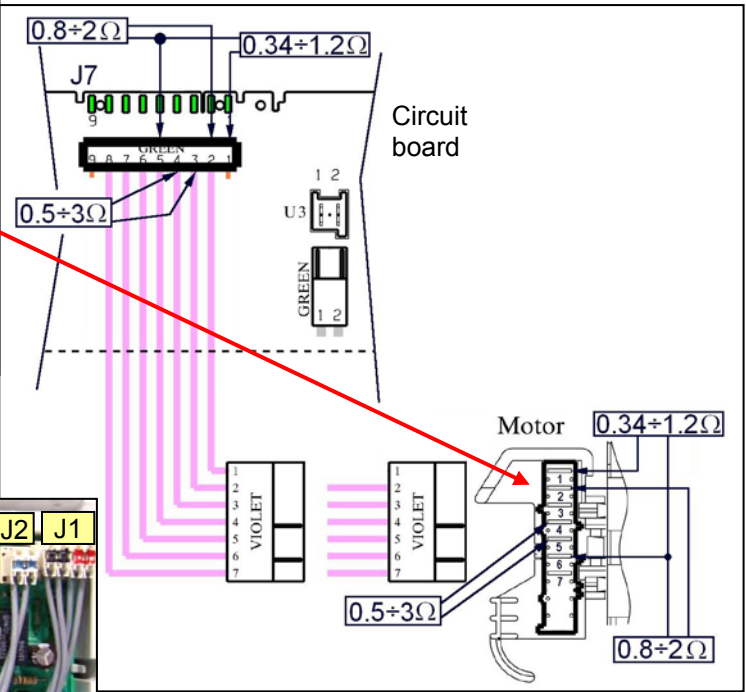 0.8÷2Ω
0.34÷1.2Ω
J7
9
Circuit
board
GREEN
9 8 7 6 5 4 3 2 1
0.5÷3Ω
1 2
U3
GREEN
1 2
Motor
0.34÷1.2Ω
1
2
3
4
5
6
7
VIOLET
1
2
3
4
5
6
7
VIOLET
1
2
3
4
5
6
7
0.5÷3Ω
0.8÷2Ω
J2 J1